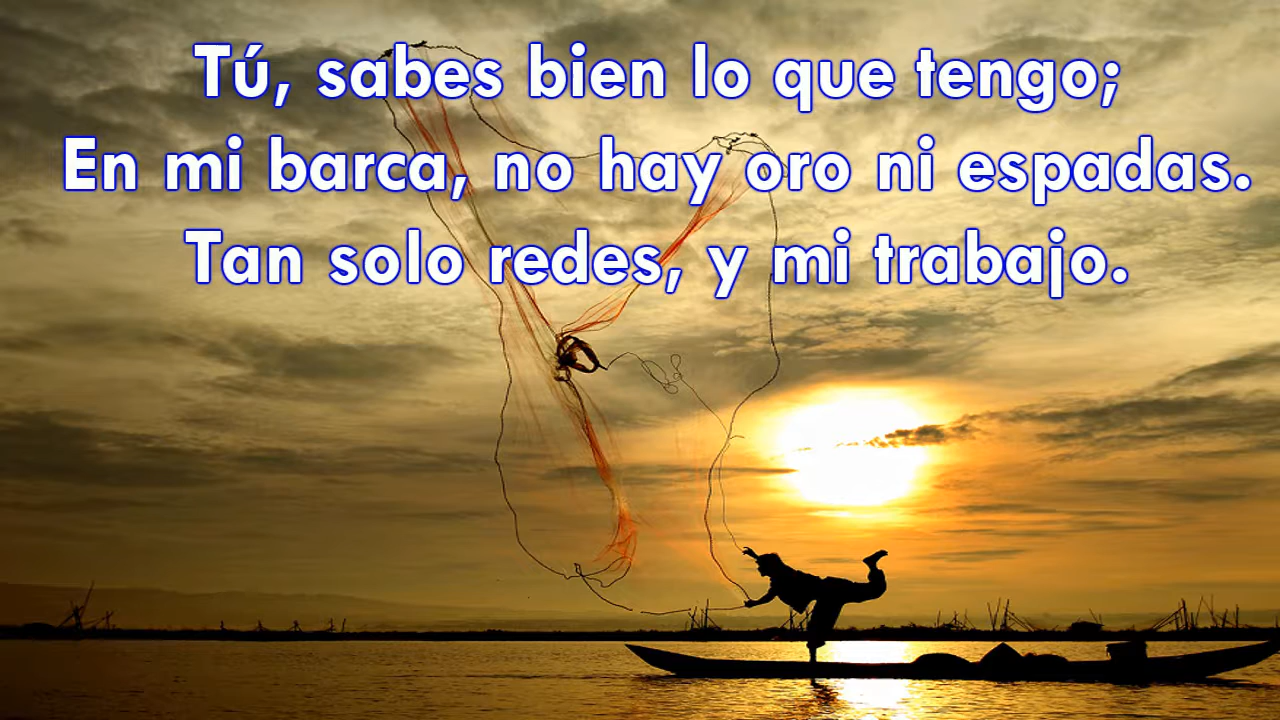 Tú, sabes bien lo que tengo;
En mi barca, no hay oro ni espadas.
Tan solo redes, y mi trabajo.